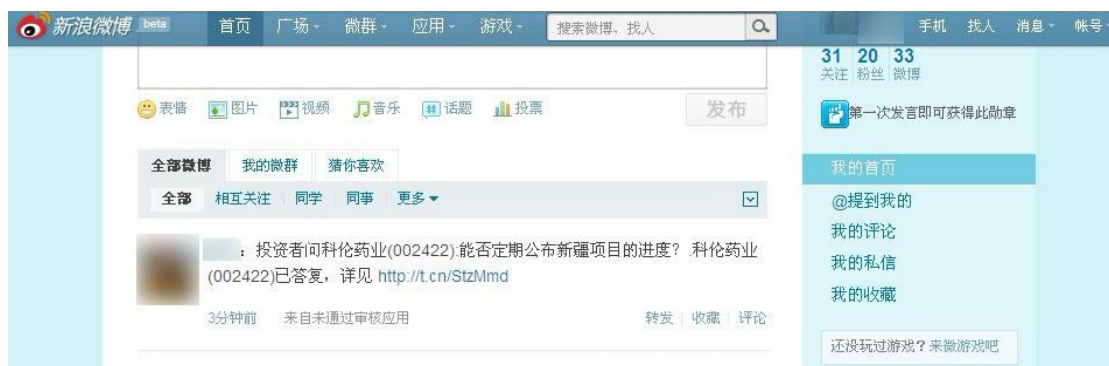 新浪微博 beta 首页 广场 微群 应用 游戏 搜索微博、找人 手机 找人 消息 帐号
31 20 33
关注 粉丝 微博
表情 图片 视频 音乐 话题 投票 发布
第一次发言即可获得此勋章
全部微博 我的微群 猜你喜欢
我的首页
全部 相互关注 同学 同事 更多
@提到我的
我的评论
我的私信
我的收藏
：投资者问科伦药业(002422):能否定期公布新疆项目的进度？ 科伦药业
(002422)已答复，详见 http://t.cn/StzMmd
3分钟前 来自未通过审核应用 转发 收藏 评论
还没玩过游戏？来微游戏吧